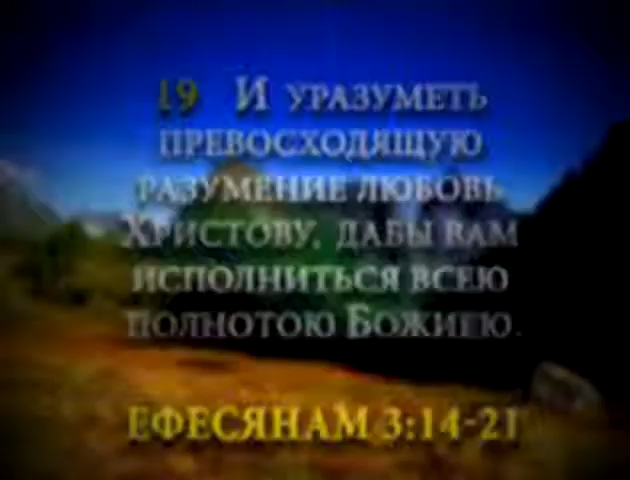 19 И УРАЗУМЕТЬ
ПРЕВОСХОДЯЩУЮ
РАЗУМЕНИЕ ЛЮБОВЬ
ХРИСТОВУ, ДАБЫ ВАМ
ИСПОЛНИТЬСЯ ВСЕЮ
ПОЛНОТОЮ БОЖИЕЮ.
ЕФЕСЯНАМ 3:14-21